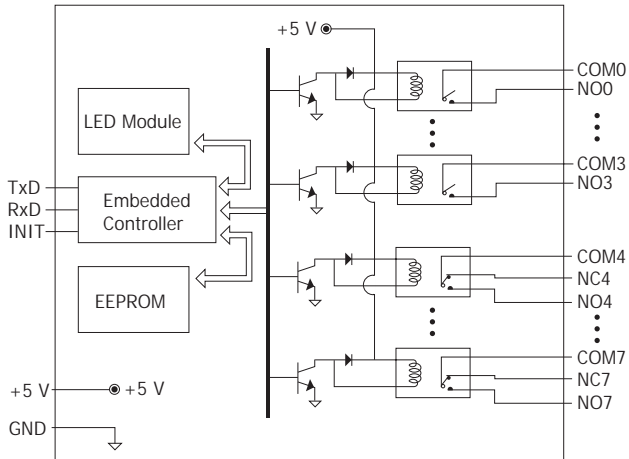 +5 V
COM0
NO0
LED Module
COM3
NO3
TxD
RxD
INIT
Embedded
Controller
COM4
NC4
NO4
EEPROM
COM7
NC7
NO7
+5 V
+5 V
GND